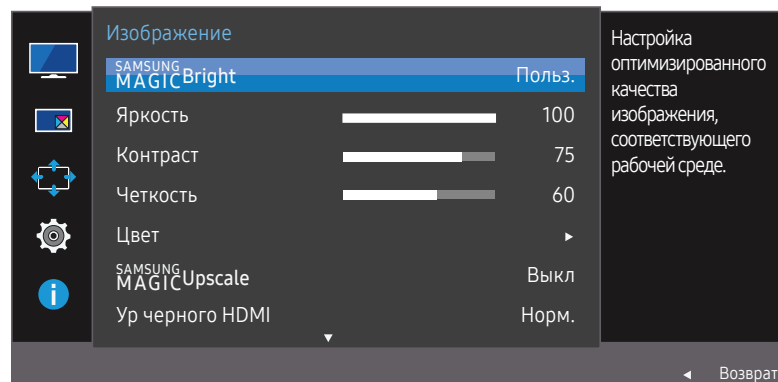 Изображение
SAMSUNG
MAGICBright Польз.
Яркость 100
Контраст 75
Четкость 60
Цвет
SAMSUNG
MAGICUpscale Выкл
Ур черного HDMI Норм.
Настройка
оптимизированного
качества
изображения,
соответствующего
рабочей среде.
Возврат